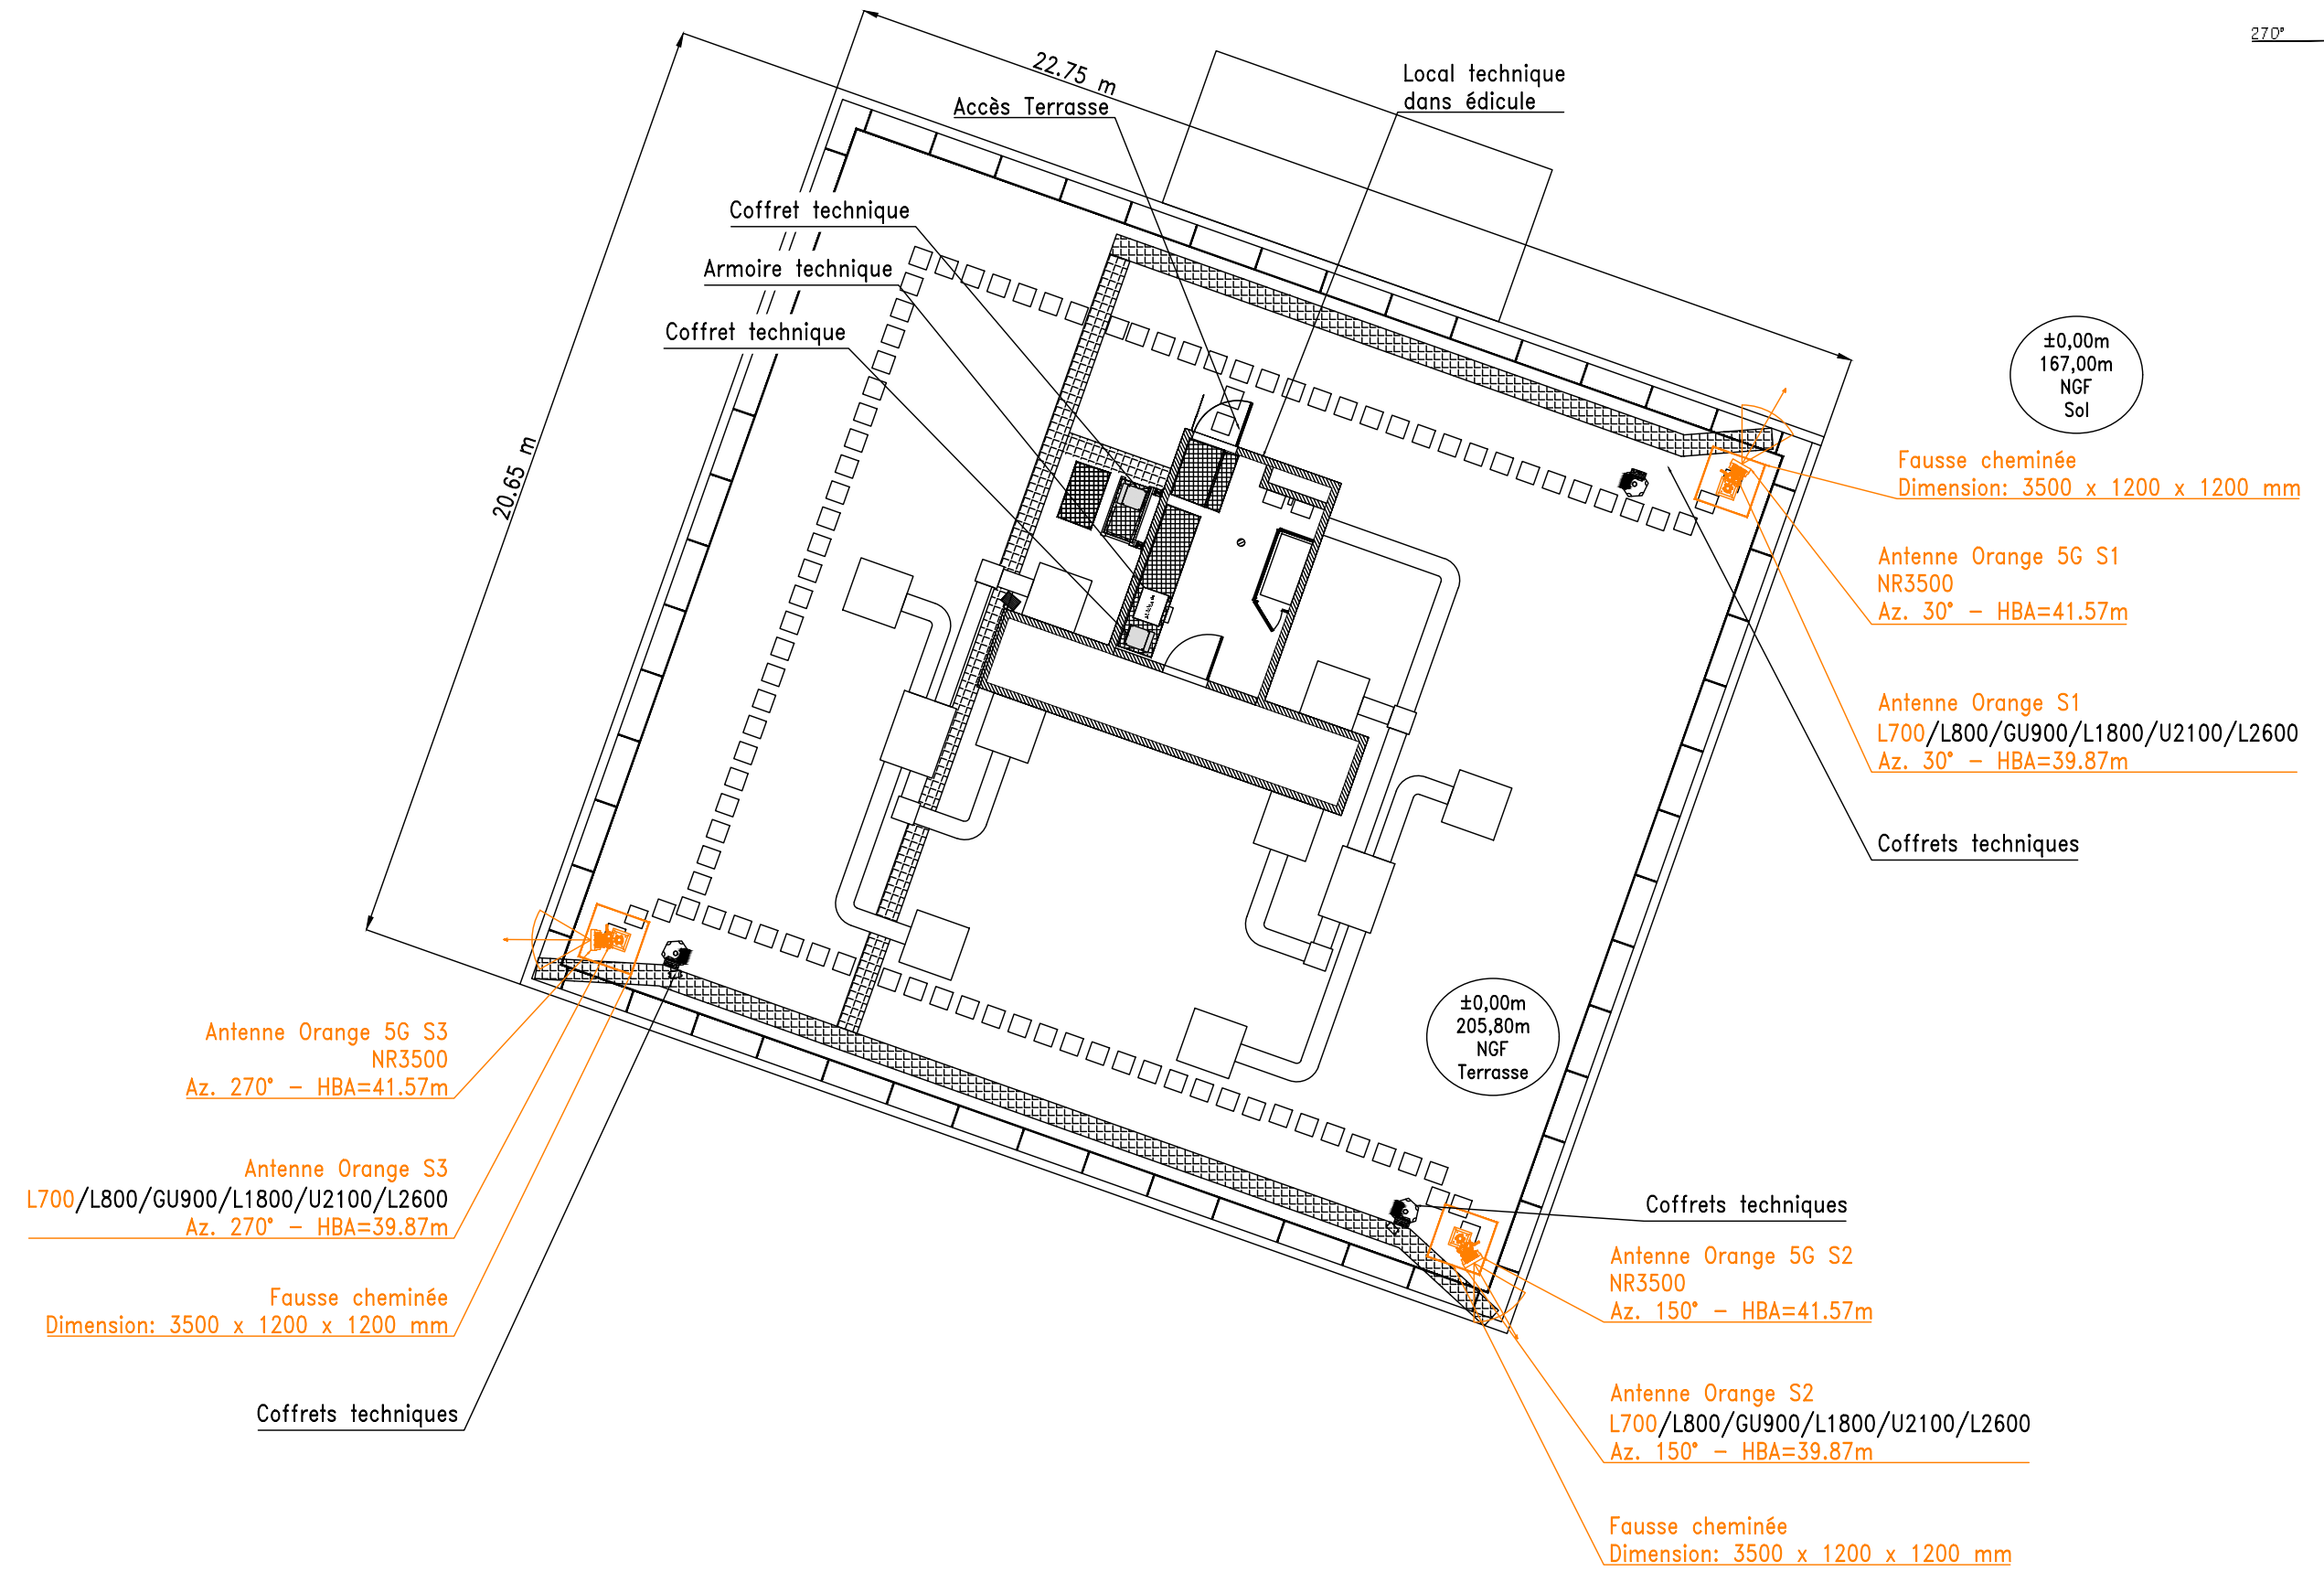 270°
22.75 m
Accès Terrasse
Local technique
dans édicule
Coffret technique
Armoire technique
Coffret technique
20.65 m
±0,00m
167,00m
NGF
Sol
Fausse cheminée
Dimension: 3500 x 1200 x 1200 mm
Antenne Orange 5G S1
NR3500
Az. 30° - HBA=41.57m
Antenne Orange S1
L700/L800/GU900/L1800/U2100/L2600
Az. 30° - HBA=39.87m
Coffrets techniques
±0,00m
205,80m
NGF
Terrasse
Antenne Orange 5G S3
NR3500
Az. 270° - HBA=41.57m
Antenne Orange S3
L700/L800/GU900/L1800/U2100/L2600
Az. 270° - HBA=39.87m
Fausse cheminée
Dimension: 3500 x 1200 x 1200 mm
Coffrets techniques
Coffrets techniques
Antenne Orange 5G S2
NR3500
Az. 150° - HBA=41.57m
Antenne Orange S2
L700/L800/GU900/L1800/U2100/L2600
Az. 150° - HBA=39.87m
Fausse cheminée
Dimension: 3500 x 1200 x 1200 mm